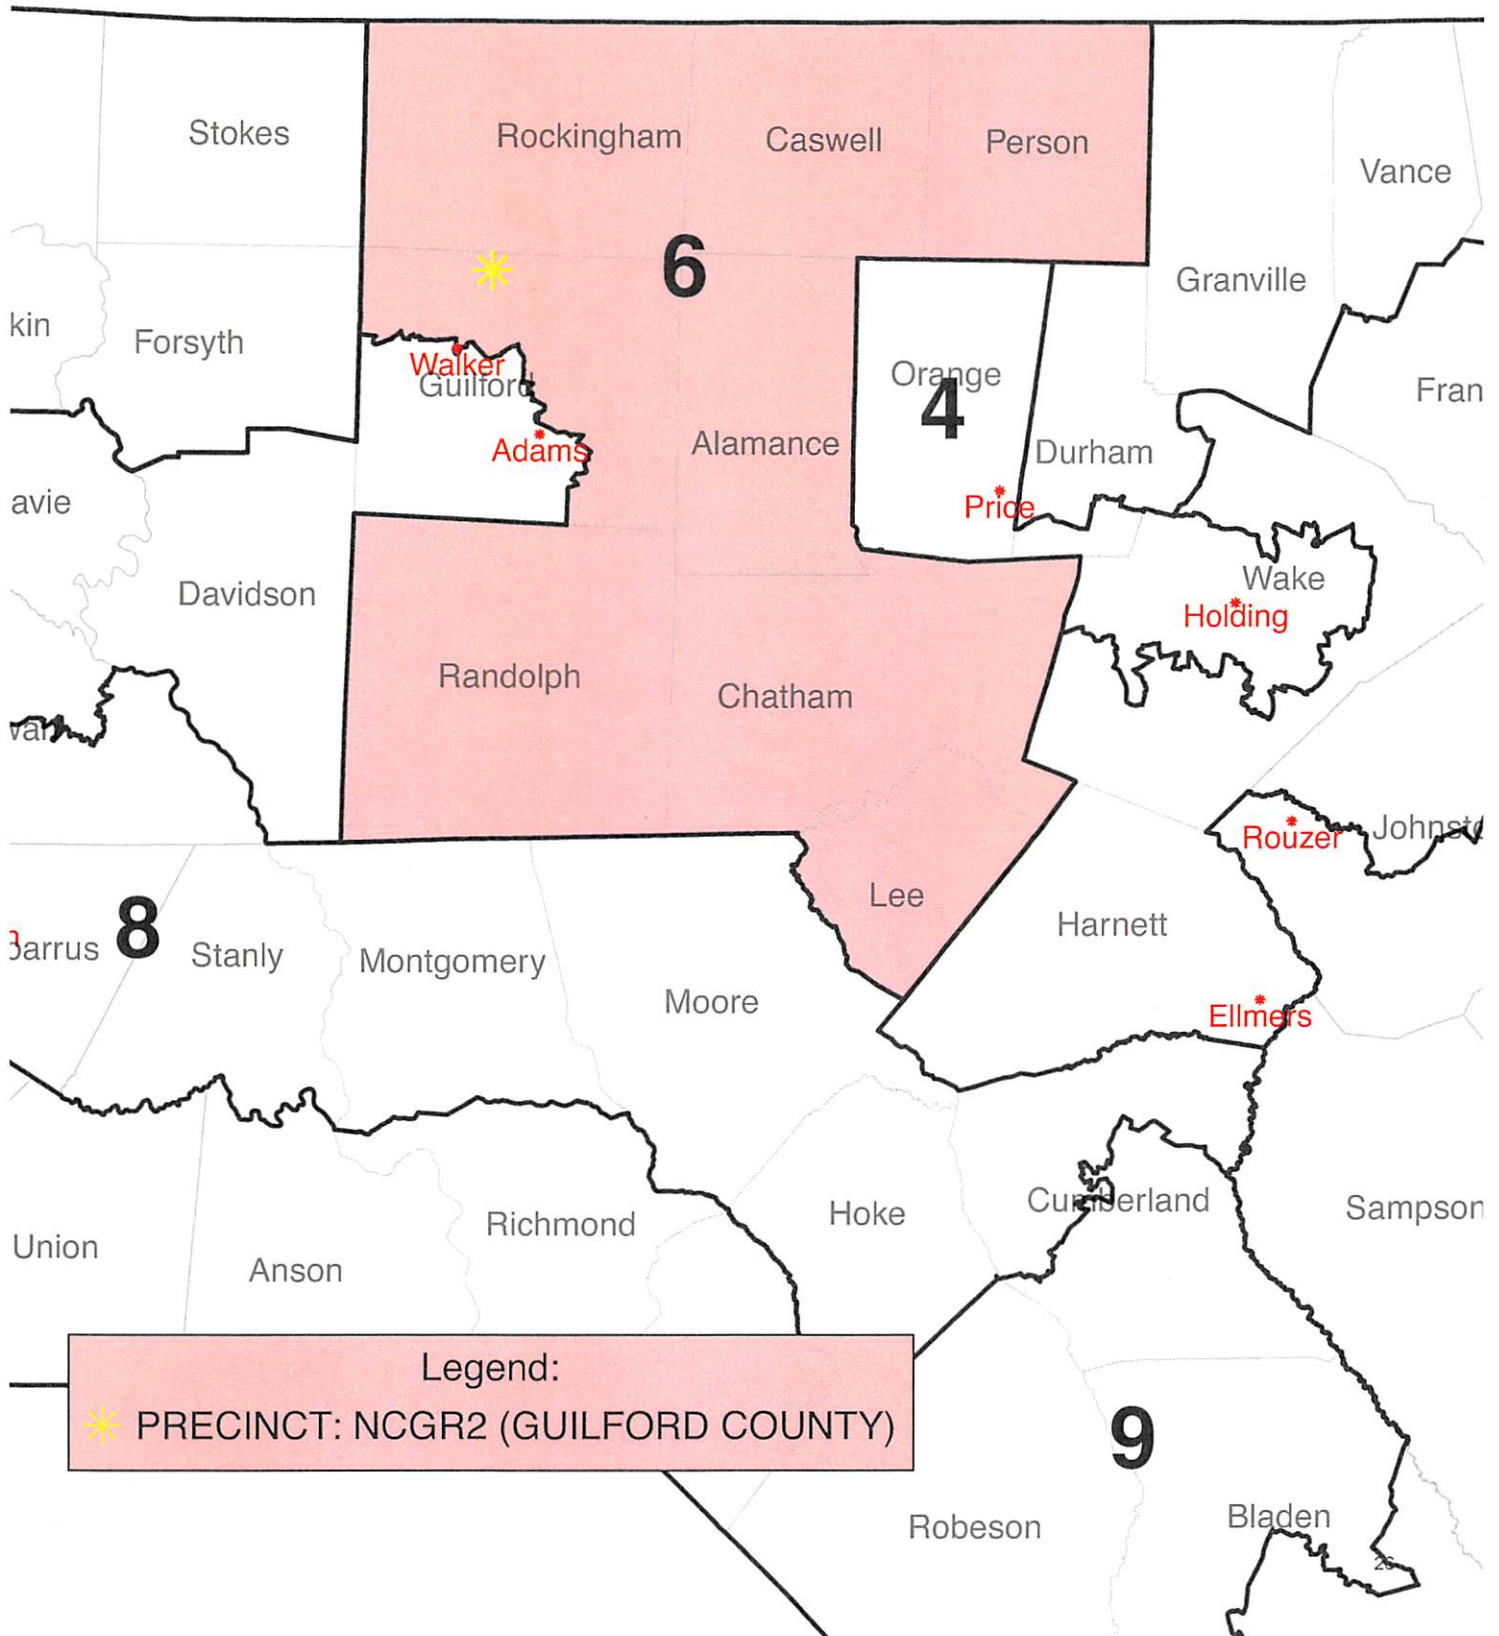 Stokes
Rockingham
Caswell
Person
Vance
6
Granville
kin
Forsyth
Walker
Guilford
Orange
4
Fran
Adams
Alamance
Durham
avie
Price
Wake
Holding
Davidson
Randolph
Chatham
Rouzer
Johnsto
Lee
8
barrus
Stanly
Montgomery
Moore
Harnett
Ellmers
Hoke
Cumberland
Sampson
Union
Richmond
Anson
Legend:
PRECINCT: NCGR2 (GUILFORD COUNTY)
9
Robeson
Bladen